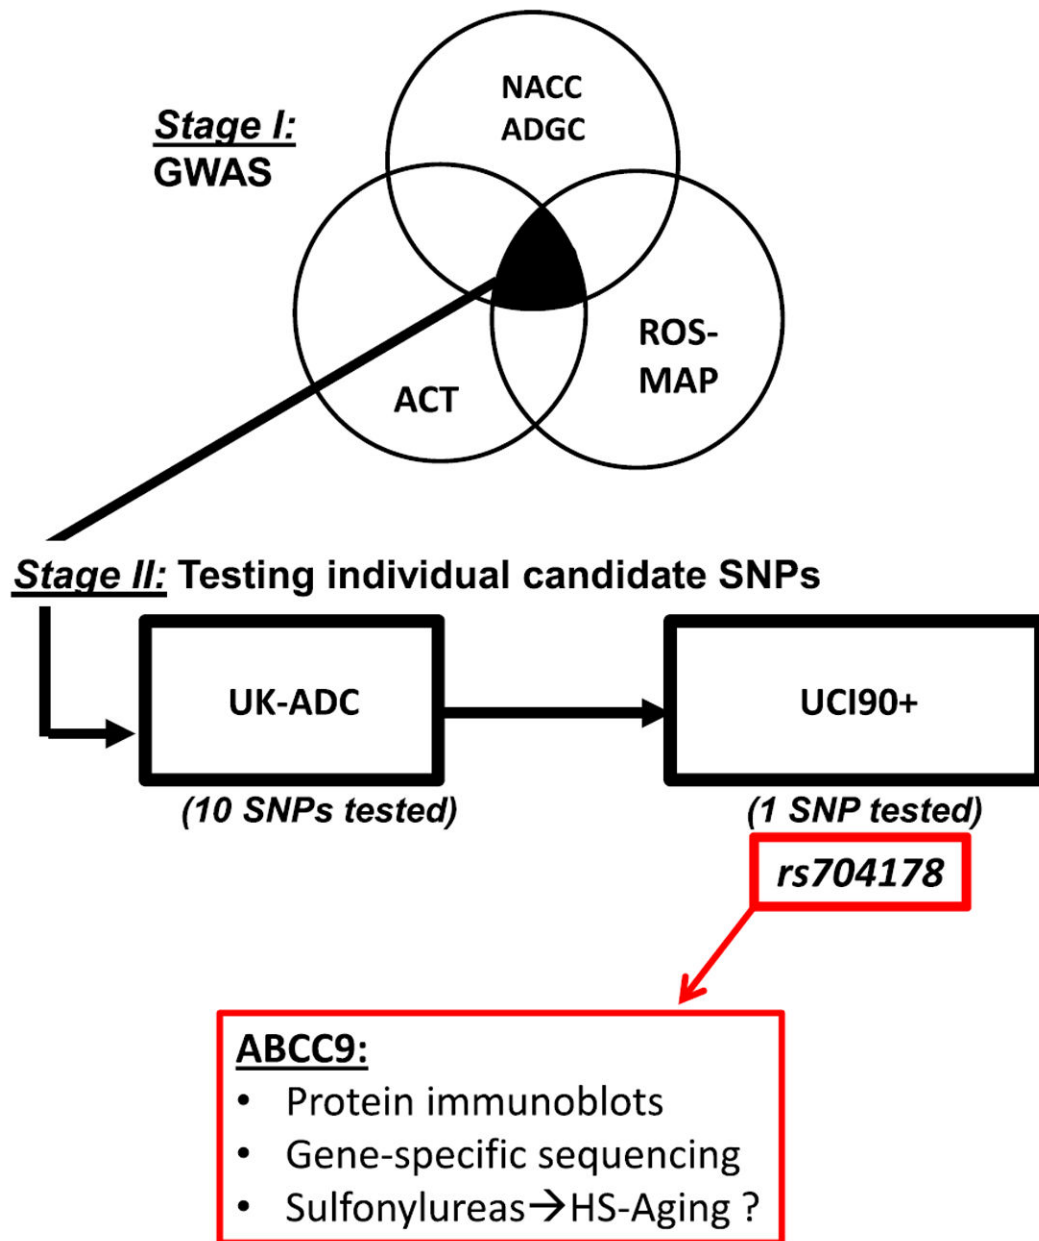 Stage I:
GWAS
NACC
ADGC
ACT
ROS-
MAP
Stage II: Testing individual candidate SNPs
UK-ADC
UCI90+
(10 SNPs tested)
(1 SNP tested)
rs704178
ABCC9:
• Protein immunoblots
• Gene-specific sequencing
• Sulfonylureas→HS-Aging ?